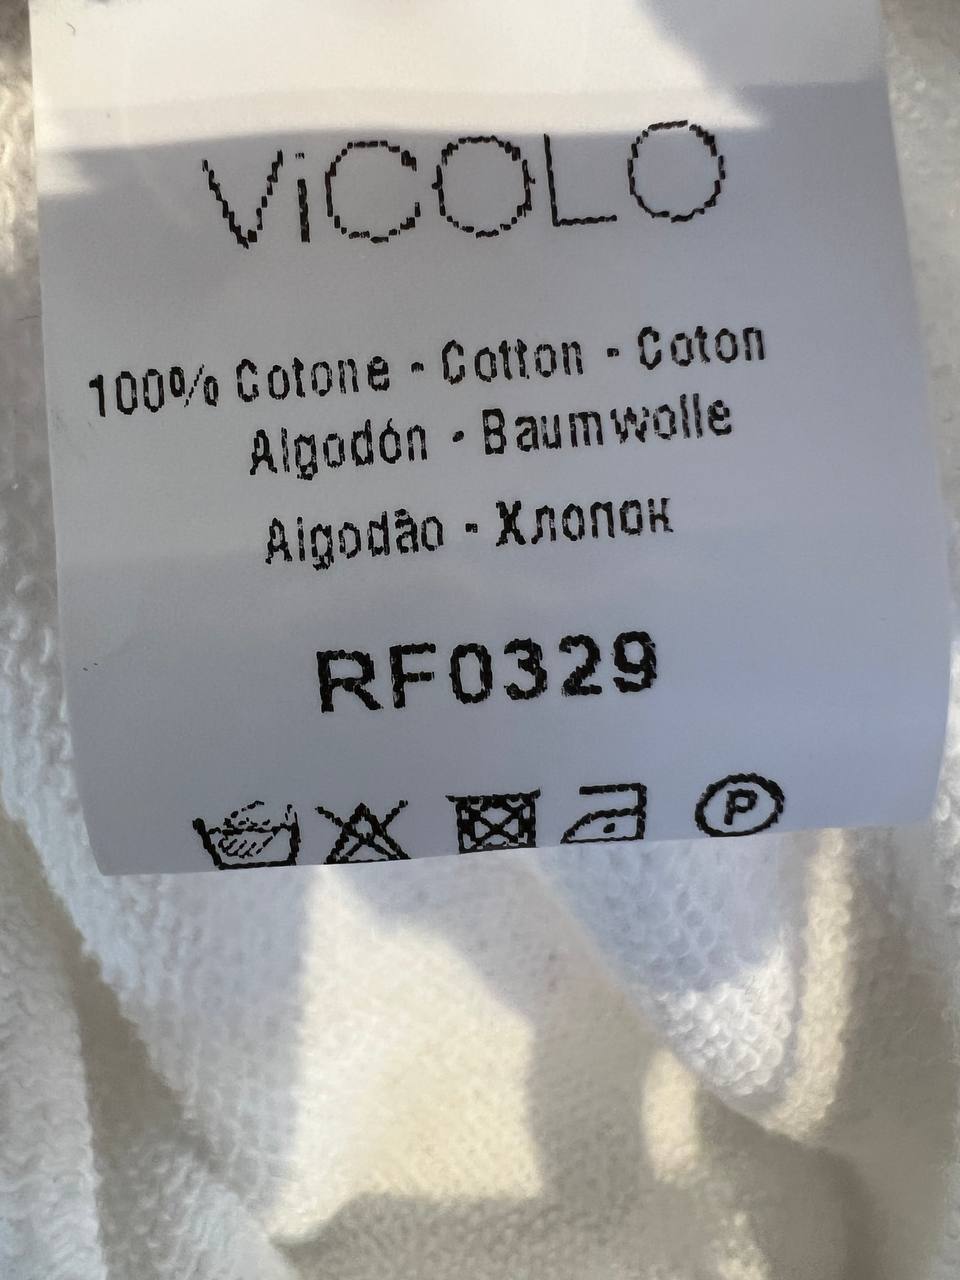 ViCOLO
100% Cotone - Cotton - Coton
Algodón - Baumwolle
Algodão - Хлопок
RF0329
P